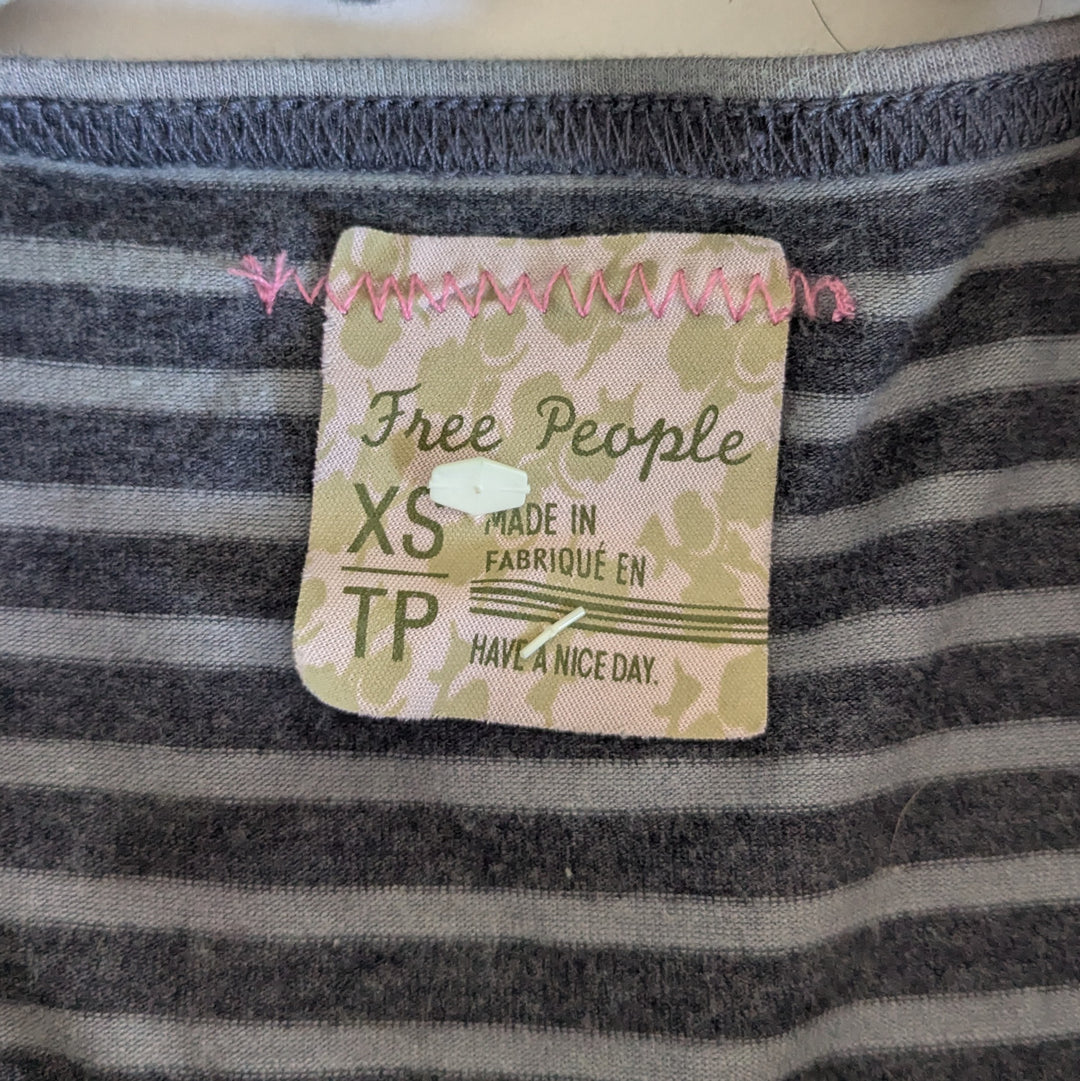 Free People
XS
TP
MADE IN
FABRIQUÉ EN
HAVE A NICE DAY.